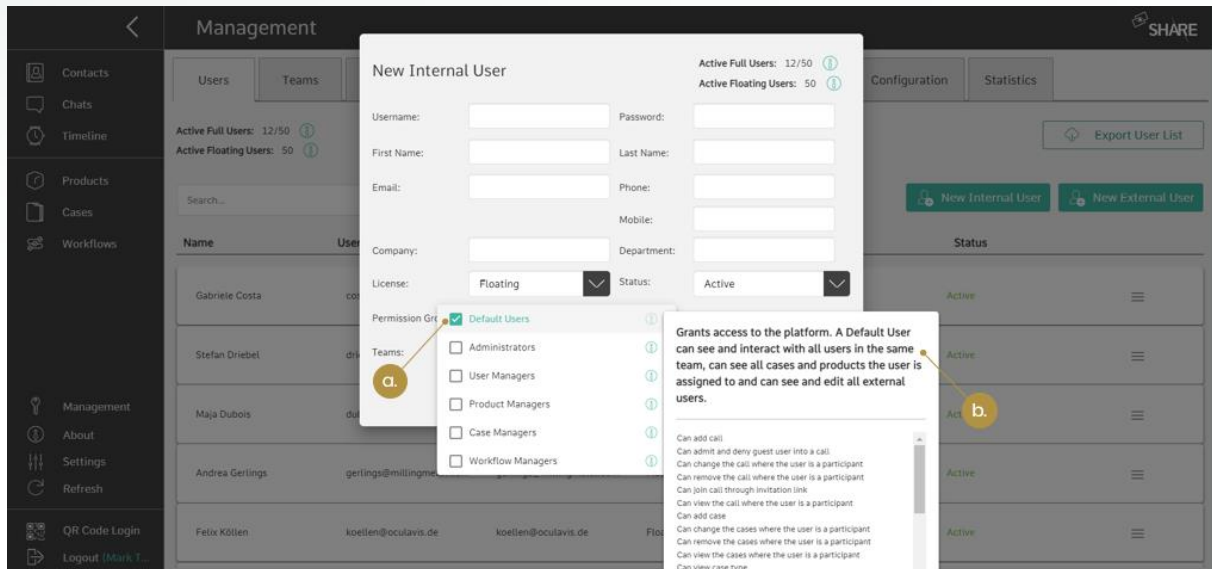 Management
SHARE
Contacts
Chats
Timeline
Products
Cases
Workflows
Management
About
Settings
Refresh
QR Code Login
Logout (Mark T...
Users
Teams
Configuration
Statistics
Active Full Users: 12/50
Active Floating Users: 50
Export User List
Search...
New Internal User
New External User
Name
Status
Gabriele Costa
Active
Stefan Driebel
Active
Maja Dubois
Andrea Gerlings
Active
Felix Köllen
koellen@oculavis.de
koellen@oculavis.de
Active
New Internal User
Active Full Users: 12/50
Active Floating Users: 50
Username:
Password:
First Name:
Last Name:
Email:
Phone:
Mobile:
Company:
Department:
License:
Floating
Status:
Active
Permission Gro
Teams:
Default Users
Administrators
User Managers
Product Managers
Case Managers
Workflow Managers
a.
Grants access to the platform. A Default User
can see and interact with all users in the same
team, can see all cases and products the user is
assigned to and can see and edit all external
users.
b.
Can add call
Can admit and deny guest user into a call
Can change the call where the user is a participant
Can remove the call where the user is a participant
Can join call through invitation link
Can view the call where the user is a participant
Can add case
Can change the cases where the user is a participant
Can remove the cases where the user is a participant
Can view the cases where the user is a participant
Can view case type